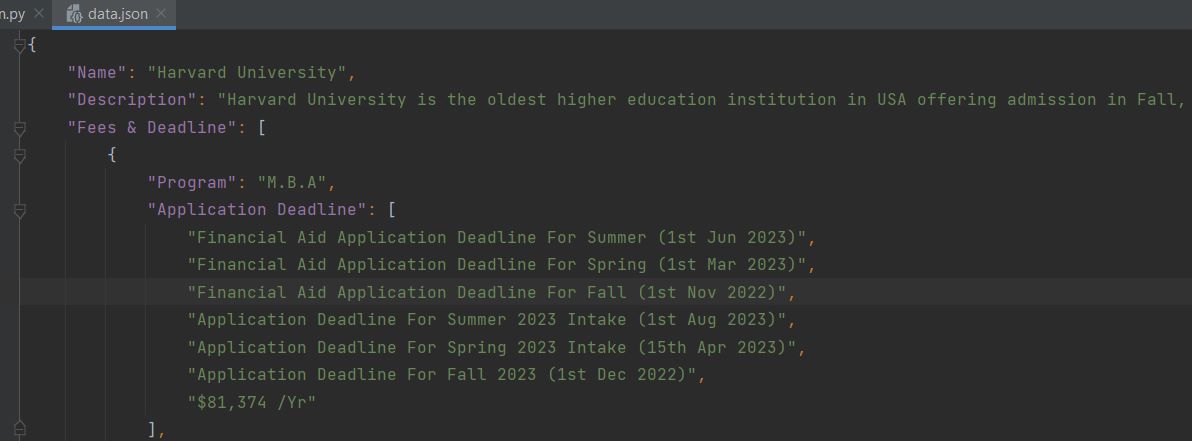 n.py
data.json
{
"Name": "Harvard University",
"Description": "Harvard University is the oldest higher education institution in USA offering admission in Fall,
"Fees & Deadline": [
{
"Program": "M.B.A",
"Application Deadline": [
"Financial Aid Application Deadline For Summer (1st Jun 2023)",
"Financial Aid Application Deadline For Spring (1st Mar 2023)",
"Financial Aid Application Deadline For Fall (1st Nov 2022)",
"Application Deadline For Summer 2023 Intake (1st Aug 2023)",
"Application Deadline For Spring 2023 Intake (15th Apr 2023)",
"Application Deadline For Fall 2023 (1st Dec 2022)",
"$81,374 /Yr"
],